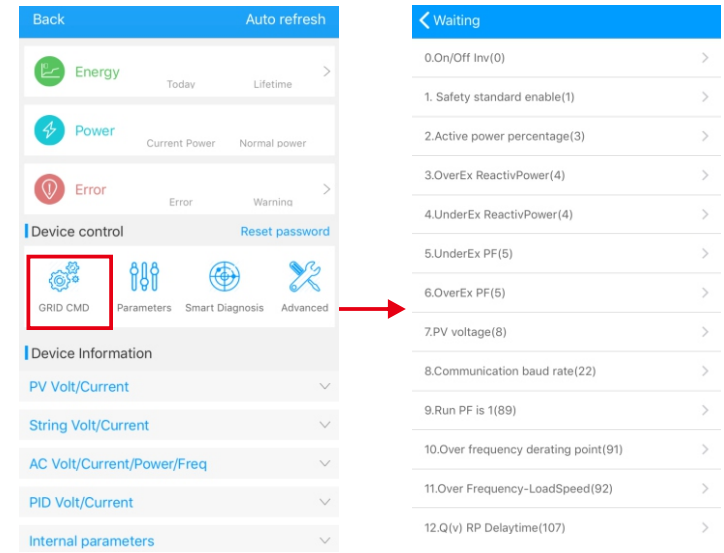 Back Auto refresh
Energy
Today Lifetime
Power
Current Power Normal power
Error
Error Warning
Device control Reset password
GRID CMD Parameters Smart Diagnosis Advanced
Device Information
PV Volt/Current
String Volt/Current
AC Volt/Current/Power/Freq
PID Volt/Current
Internal parameters
Waiting
0.On/Off Inv(0)
1. Safety standard enable(1)
2.Active power percentage(3)
3.OverEx ReactivPower(4)
4.UnderEx ReactivPower(4)
5.UnderEx PF(5)
6.OverEx PF(5)
7.PV voltage(8)
8.Communication baud rate(22)
9.Run PF is 1(89)
10.Over frequency derating point(91)
11.Over Frequency-LoadSpeed(92)
12.Q(v) RP Delaytime(107)